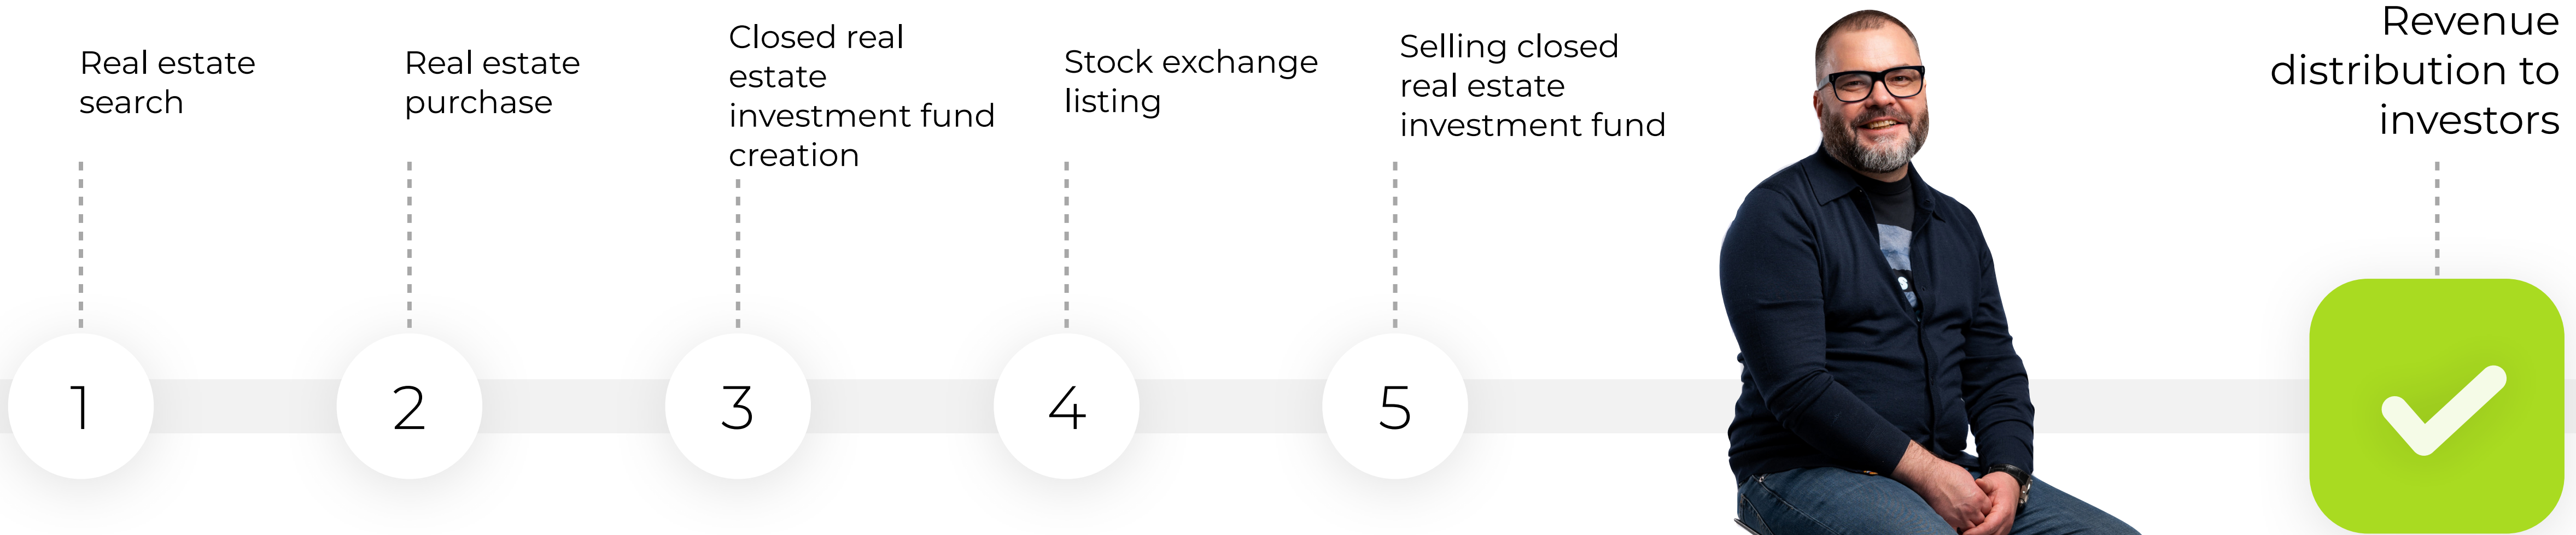 Real estate
search
Real estate
purchase
Closed real
estate
investment fund
creation
Stock exchange
listing
Selling closed
real estate
investment fund
Revenue
distribution to
investors
1
2
3
4
5